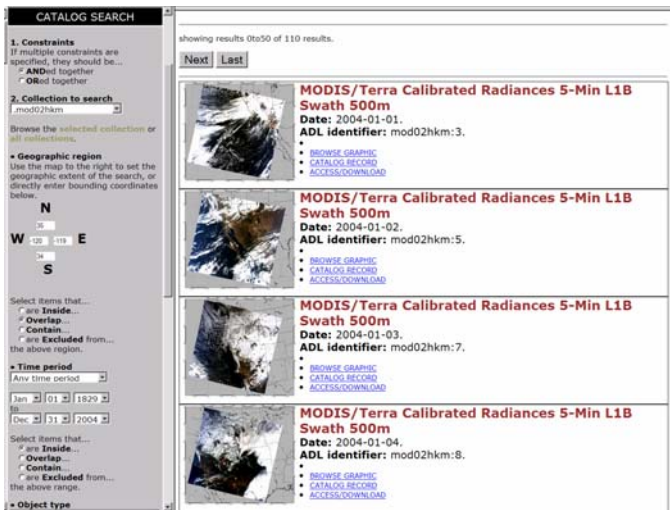 CATALOG SEARCH
1. Constraints
If multiple constraints are
specified, they should be...
ANDed together
ORed together
2. Collection to search
.mod02hkm
Browse the selected collection or
all collections.
• Geographic region
Use the map to the right to set the
geographic extent of the search, or
directly enter bounding coordinates
below.
N
35
W -120 -119 E
34
S
Select items that...
are Inside...
Overlap...
Contain...
are Excluded from...
the above region.
• Time period
Any time period
Jan 01 1829
to
Dec 31 2004
Select items that...
are Inside...
Overlap...
Contain...
are Excluded from...
the above range.
• Object type
showing results 0to50 of 110 results.
Next Last
MODIS/Terra Calibrated Radiances 5-Min L1B
Swath 500m
Date: 2004-01-01.
ADL identifier: mod02hkm:3.
•
• BROWSE GRAPHIC
• CATALOG RECORD
• ACCESS/DOWNLOAD
MODIS/Terra Calibrated Radiances 5-Min L1B
Swath 500m
Date: 2004-01-02.
ADL identifier: mod02hkm:5.
•
• BROWSE GRAPHIC
• CATALOG RECORD
• ACCESS/DOWNLOAD
MODIS/Terra Calibrated Radiances 5-Min L1B
Swath 500m
Date: 2004-01-03.
ADL identifier: mod02hkm:7.
•
• BROWSE GRAPHIC
• CATALOG RECORD
• ACCESS/DOWNLOAD
MODIS/Terra Calibrated Radiances 5-Min L1B
Swath 500m
Date: 2004-01-04.
ADL identifier: mod02hkm:8.
•
• BROWSE GRAPHIC
• CATALOG RECORD
• ACCESS/DOWNLOAD